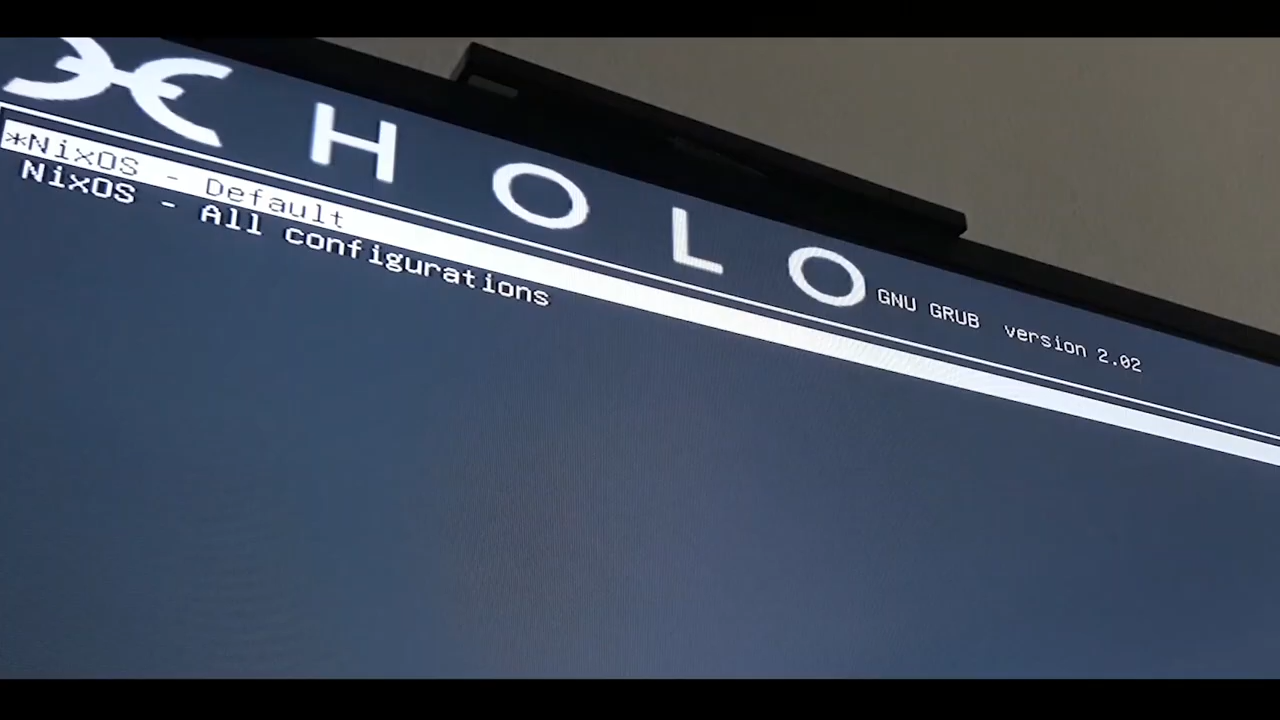 HOLO
GNU GRUB version 2.02
*NixOS - Default
NixOS - All configurations